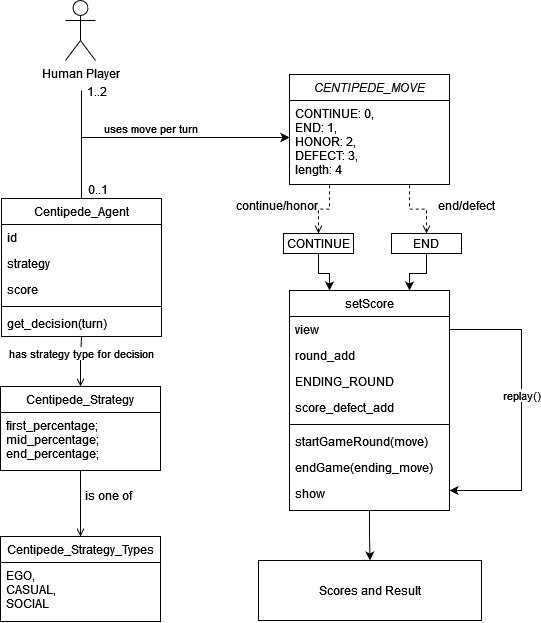 Human Player
1..2
uses move per turn
0..1
Centipede_Agent
id
strategy
score
get_decision(turn)
has strategy type for decision
Centipede_Strategy
first_percentage;
mid_percentage;
end_percentage;
is one of
Centipede_Strategy_Types
EGO,
CASUAL,
SOCIAL
CENTIPEDE_MOVE
CONTINUE: 0,
END: 1,
HONOR: 2,
DEFECT: 3,
length: 4
continue/honor
end/defect
CONTINUE
END
setScore
view
round_add
ENDING_ROUND
score_defect_add
startGameRound(move)
endGame(ending_move)
show
replay()
Scores and Result